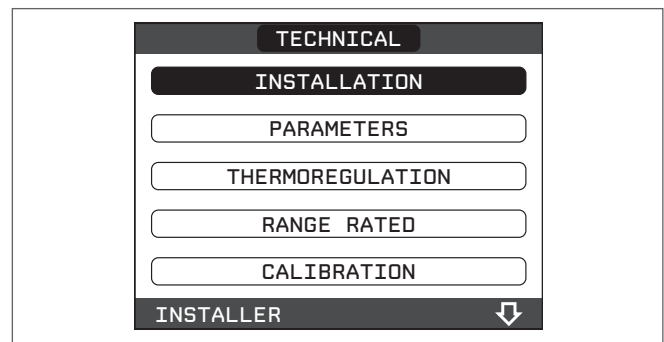 TECHNICAL
INSTALLATION
PARAMETERS
THERMOREGULATION
RANGE RATED
CALIBRATION
INSTALLER